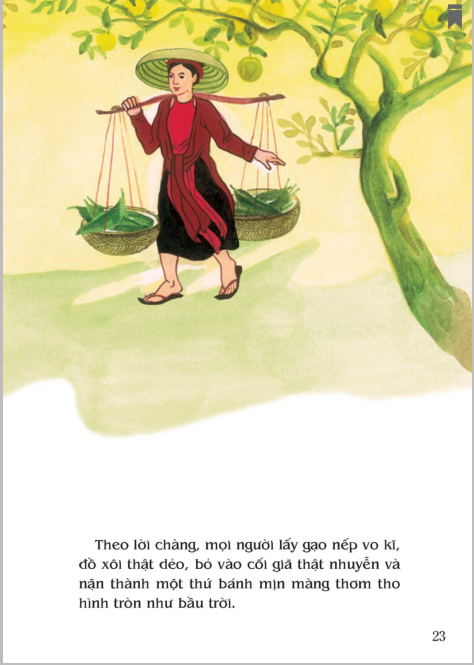 Theo lời chàng, mọi người lấy gạo nếp vo kĩ,
đồ xôi thật dẻo, bỏ vào cối giã thật nhuyễn và
nặn thành một thứ bánh mịn màng thơm tho
hình tròn như bầu trời.
23